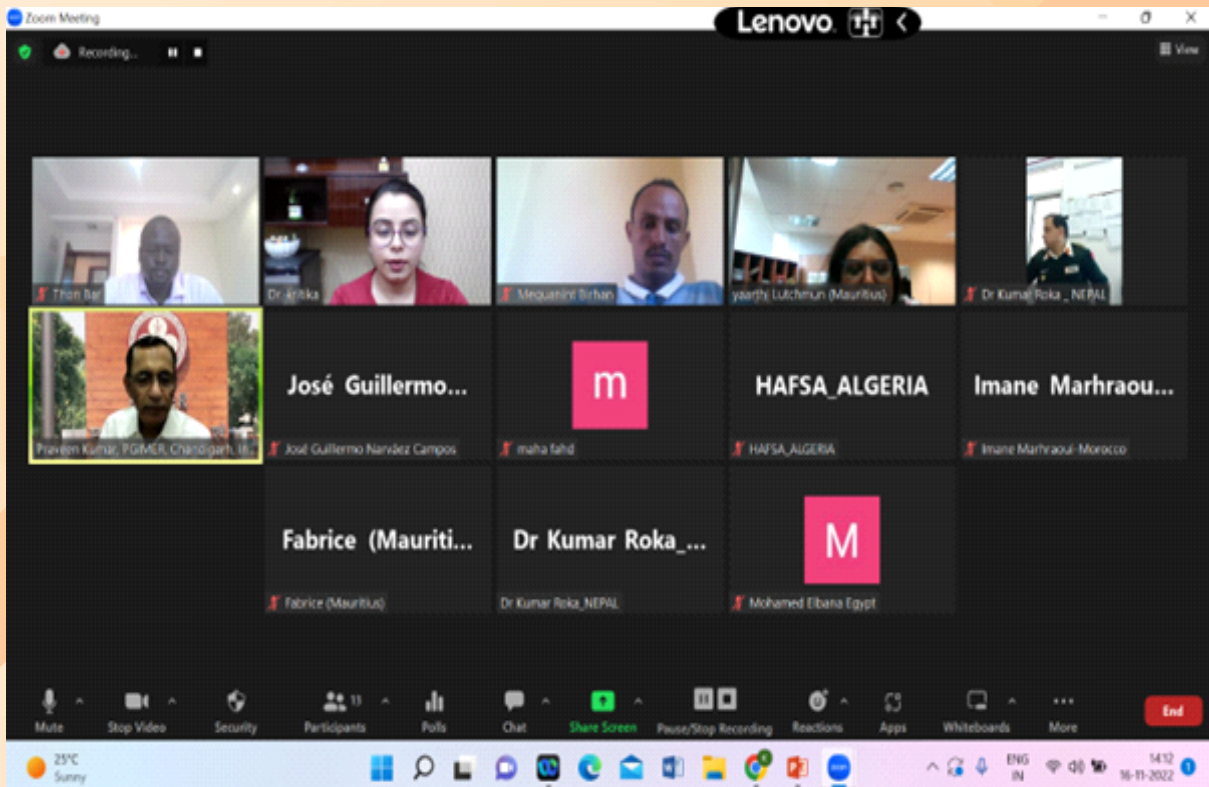 Zoom Meeting
Lenovo
Recording...
View
Thon Bar
Dr. kritika
Mequanint Birhan
yaarthi Lutchmun (Mauritius)
Dr Kumar Roka _ NEPAL
Praveen Kumar, PGIMER, Chandigarh, In...
José Guillermo...
José Guillermo Narváez Campos
m
maha fahd
HAFSA_ALGERIA
HAFSA_ALGERIA
Imane Marhraou...
Imane Marhraoui-Morocco
Fabrice (Mauriti...
Fabrice (Mauritius)
Dr Kumar Roka_...
Dr Kumar Roka_NEPAL
M
Mohamed Elbana Egypt
Mute
Stop Video
Security
13
Participants
Polls
Chat
Share Screen
Pause/Stop Recording
Reactions
Apps
Whiteboards
More
End
25°C
Sunny
ENG
IN
14:12
16-11-2022
1